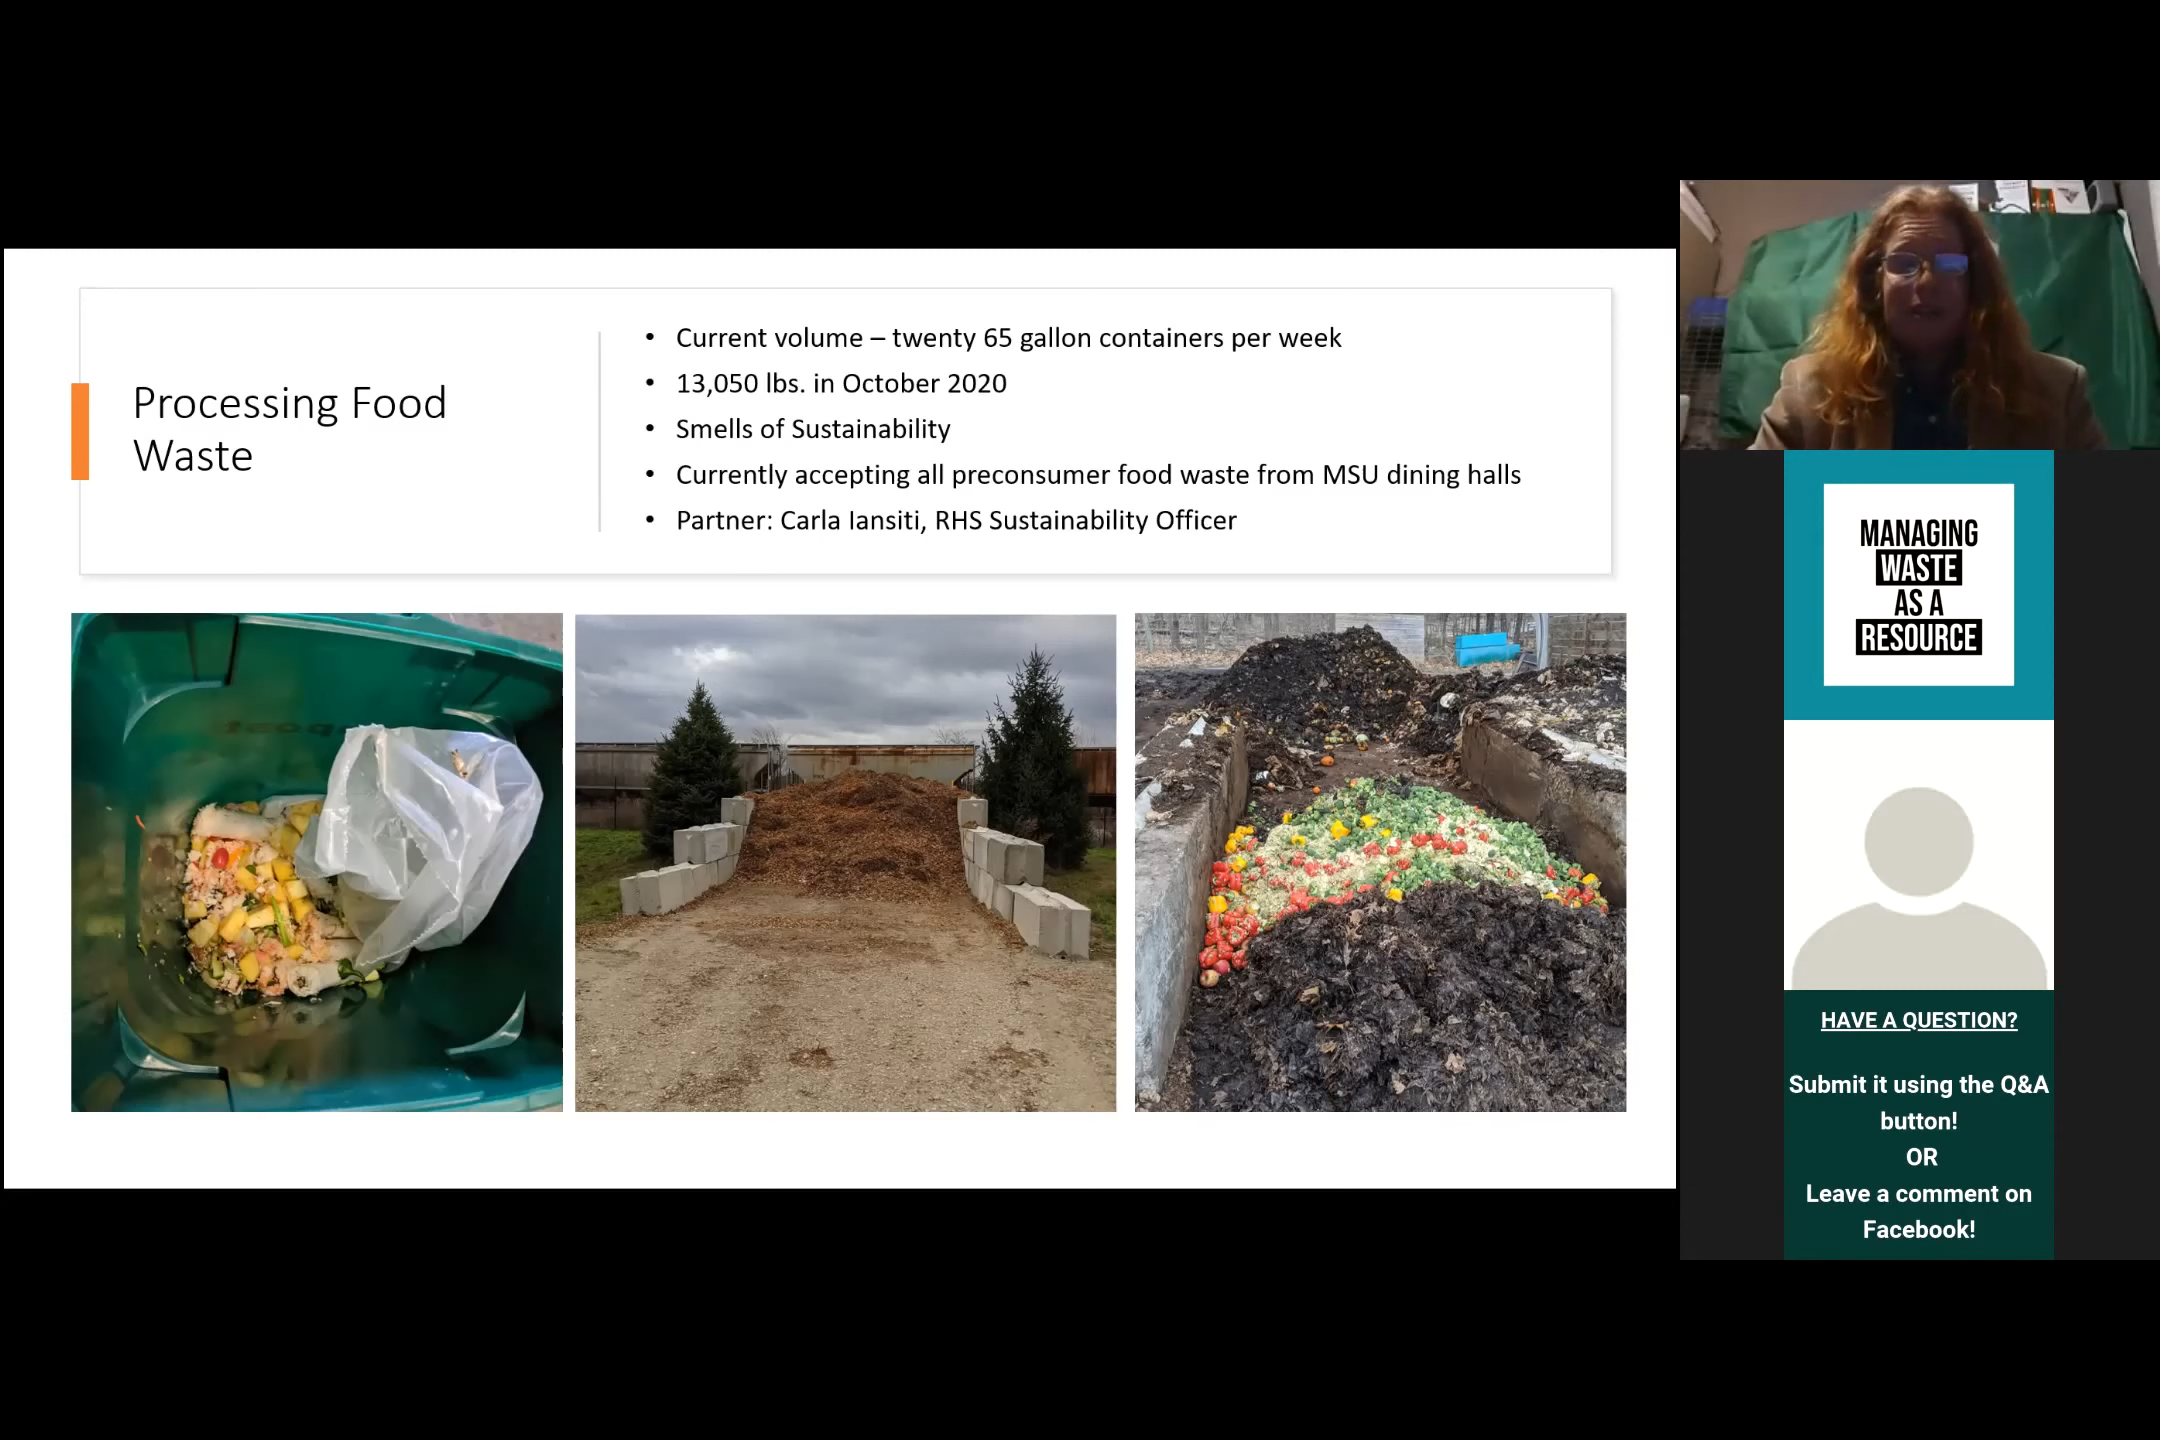 Processing Food
Waste
• Current volume – twenty 65 gallon containers per week
• 13,050 lbs. in October 2020
• Smells of Sustainability
• Currently accepting all preconsumer food waste from MSU dining halls
• Partner: Carla Iansiti, RHS Sustainability Officer
MANAGING
WASTE
AS A
RESOURCE
HAVE A QUESTION?
Submit it using the Q&A
button!
OR
Leave a comment on
Facebook!